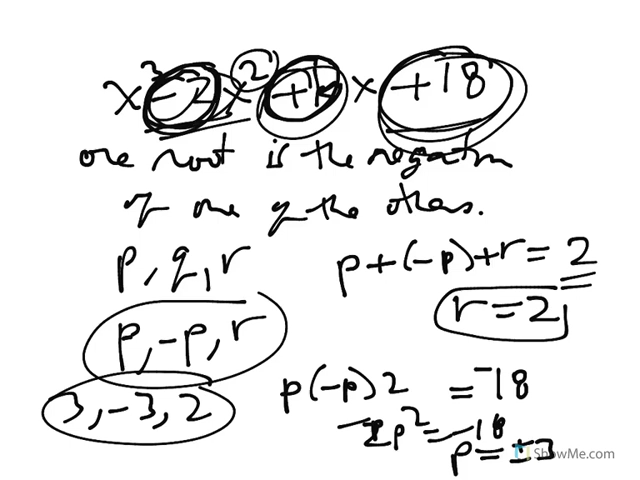 x³ -2x² +kx +18
one root is the negation
of one of the others.
p, q, r
p+(-p)+r=2
r=2
p, -p, r
p(-p)2 = -18
3, -3, 2
-2p² = -18
p = ±3
ShowMe.com